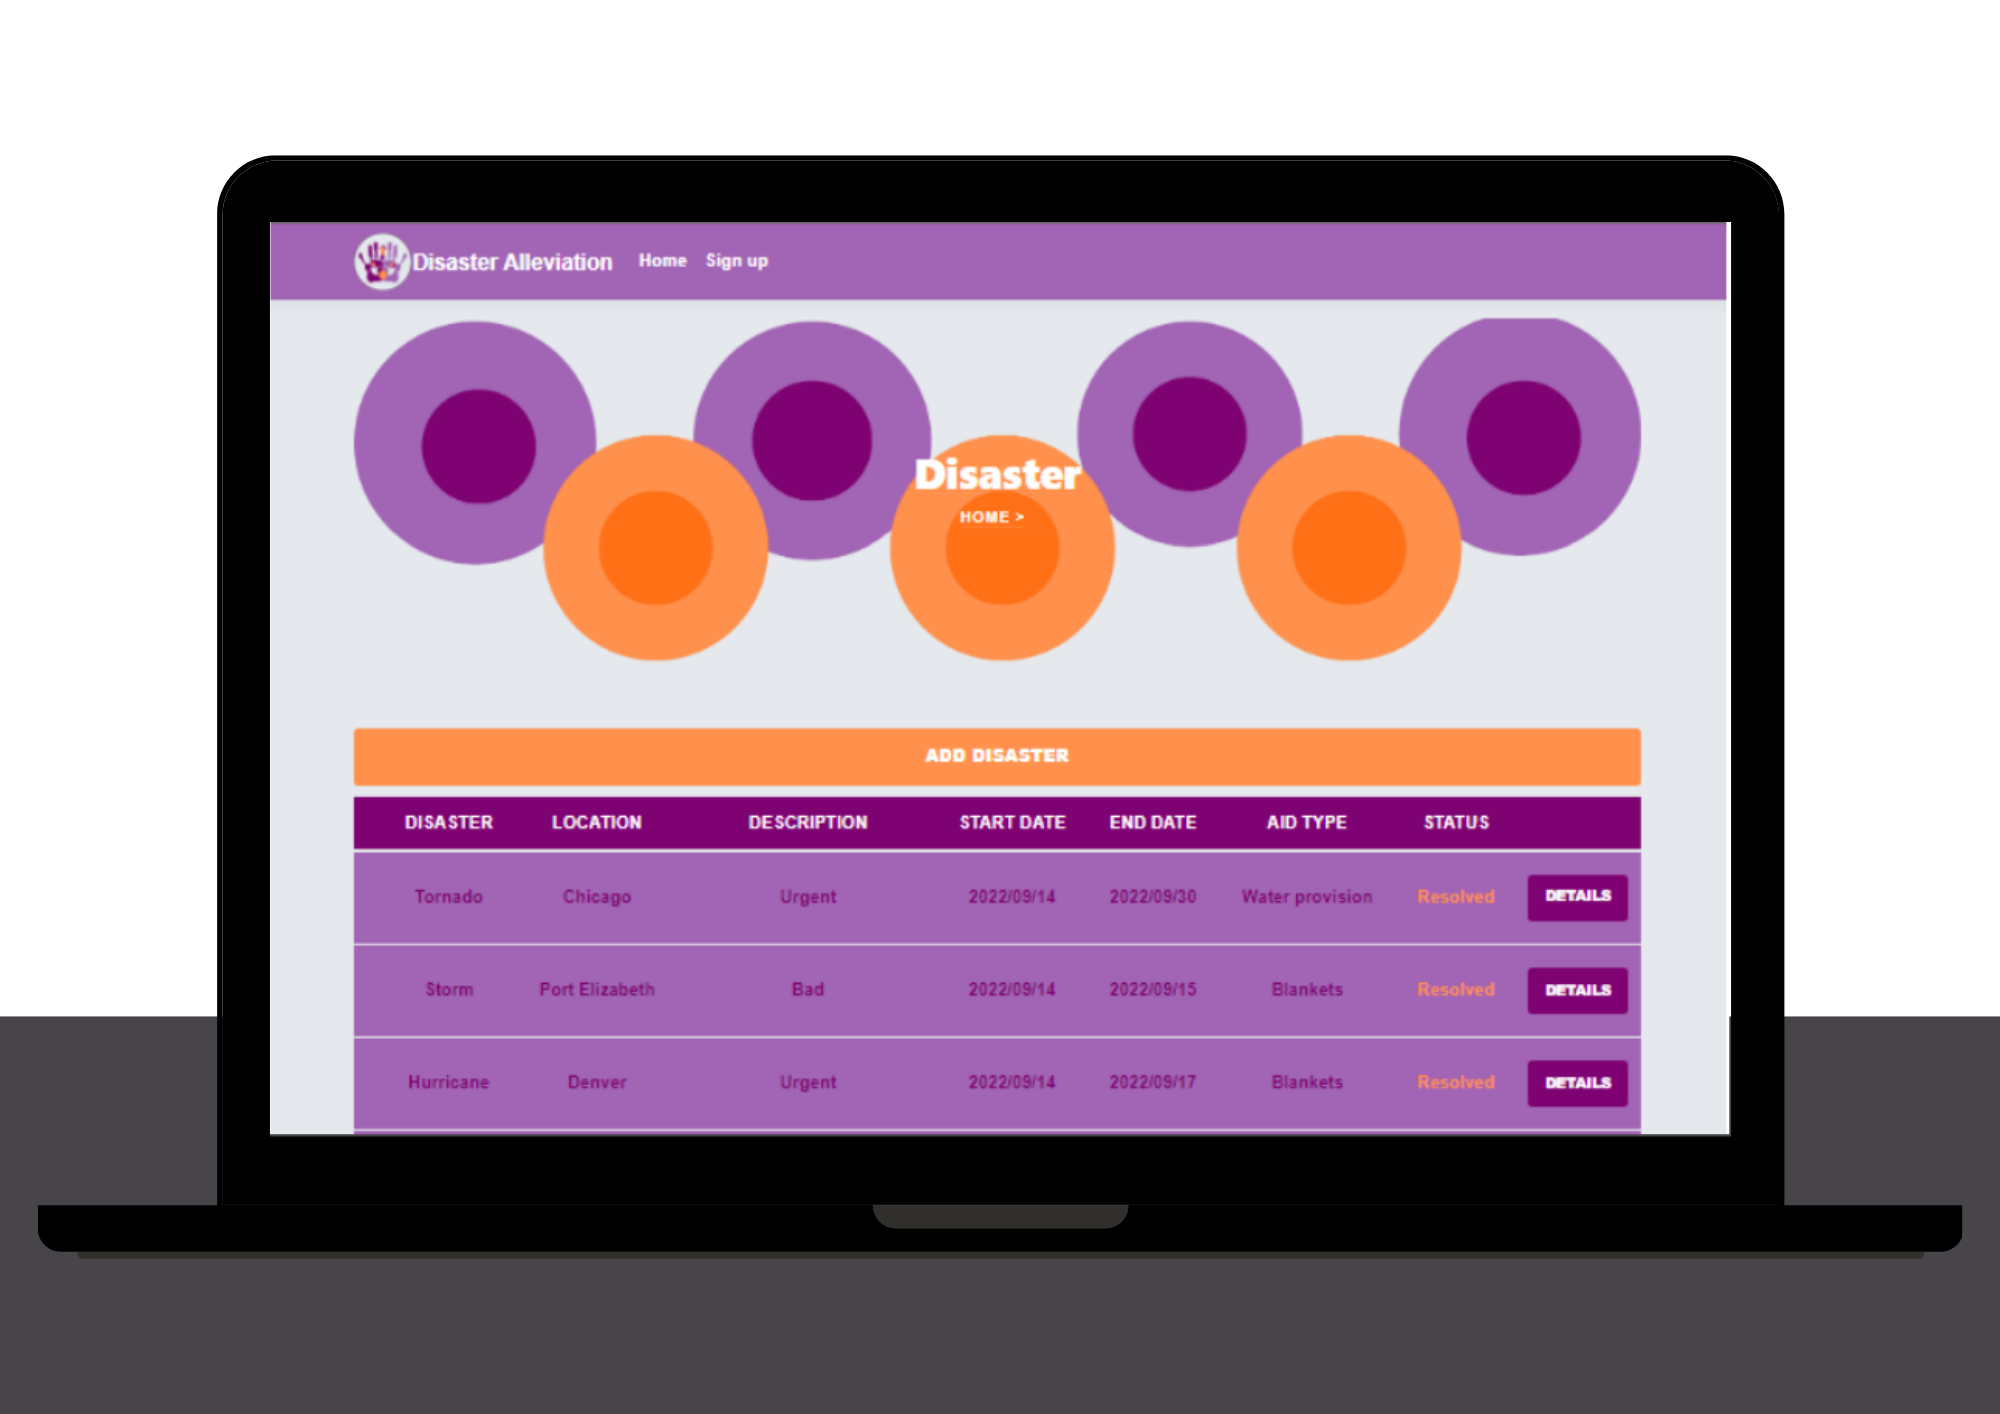 Disaster Alleviation Home Sign up
Disaster
HOME >
ADD DISASTER
DISASTER LOCATION DESCRIPTION START DATE END DATE AID TYPE STATUS
Tornado Chicago Urgent 2022/09/14 2022/09/30 Water provision Resolved DETAILS
Storm Port Elizabeth Bad 2022/09/14 2022/09/15 Blankets Resolved DETAILS
Hurricane Denver Urgent 2022/09/14 2022/09/17 Blankets Resolved DETAILS